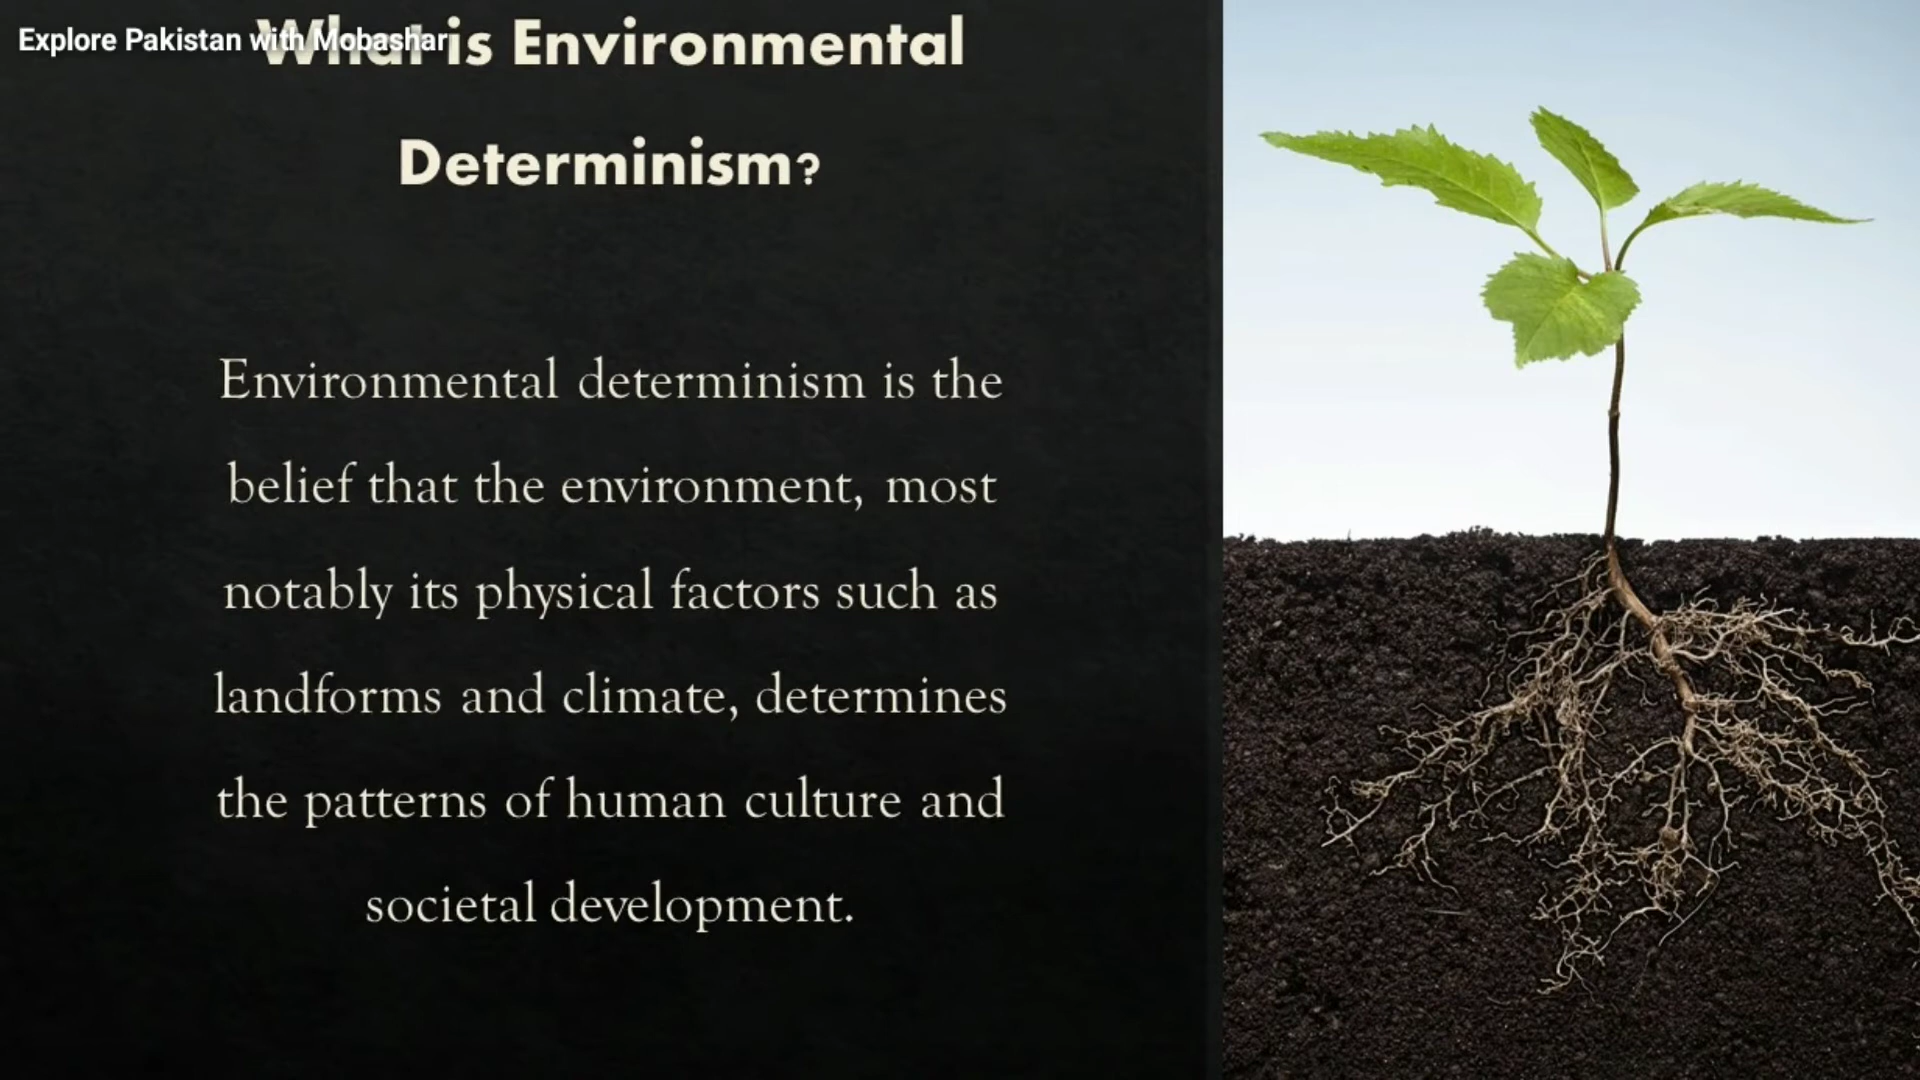 Explore Pakistan with Mobashar
What is Environmental
Determinism?
Environmental determinism is the
belief that the environment, most
notably its physical factors such as
landforms and climate, determines
the patterns of human culture and
societal development.